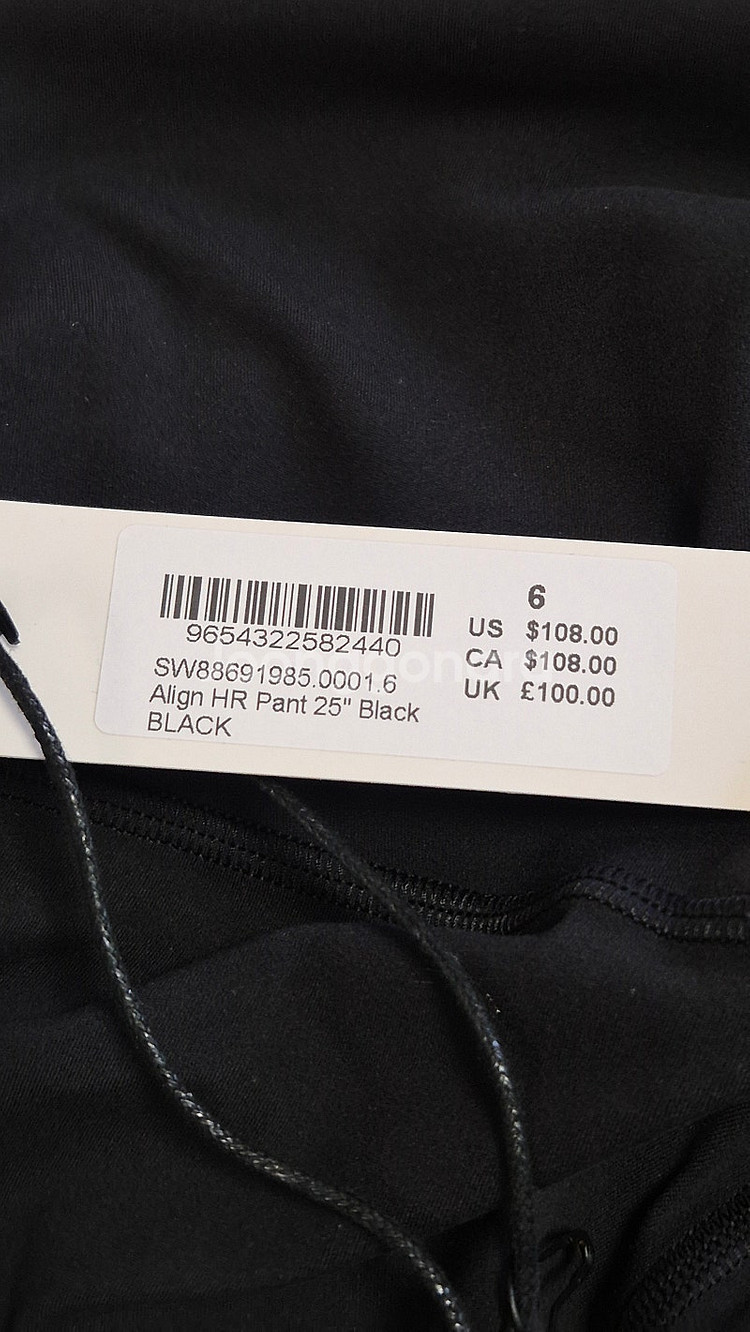 9654322582440
SW88691985.0001.6
Align HR Pant 25" Black
BLACK
6
US $108.00
CA $108.00
UK £100.00